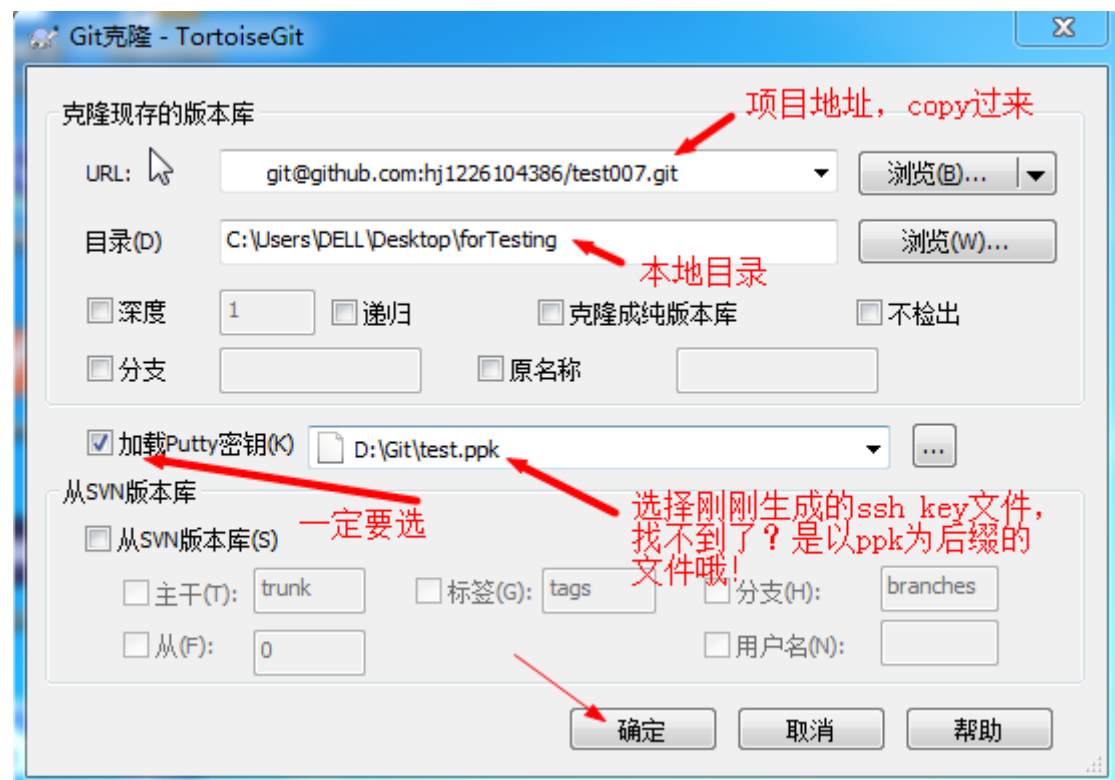 Git克隆 - TortoiseGit
项目地址，copy过来
克隆现存的版本库
URL: git@github.com:hj1226104386/test007.git 浏览(B)...
目录(D) C:\Users\DELL\Desktop\forTesting 浏览(W)...
本地目录
深度 1 递归 克隆成纯版本库 不检出
分支 原名称
加载Putty密钥(K) D:\Git\test.ppk ...
从SVN版本库
一定要选
选择刚刚生成的ssh key文件，
找不到了？是以ppk为后缀的
文件哦！
从SVN版本库(S)
主干(T): trunk 标签(G): tags 分支(H): branches
从(F): 0 用户名(N):
确定 取消 帮助